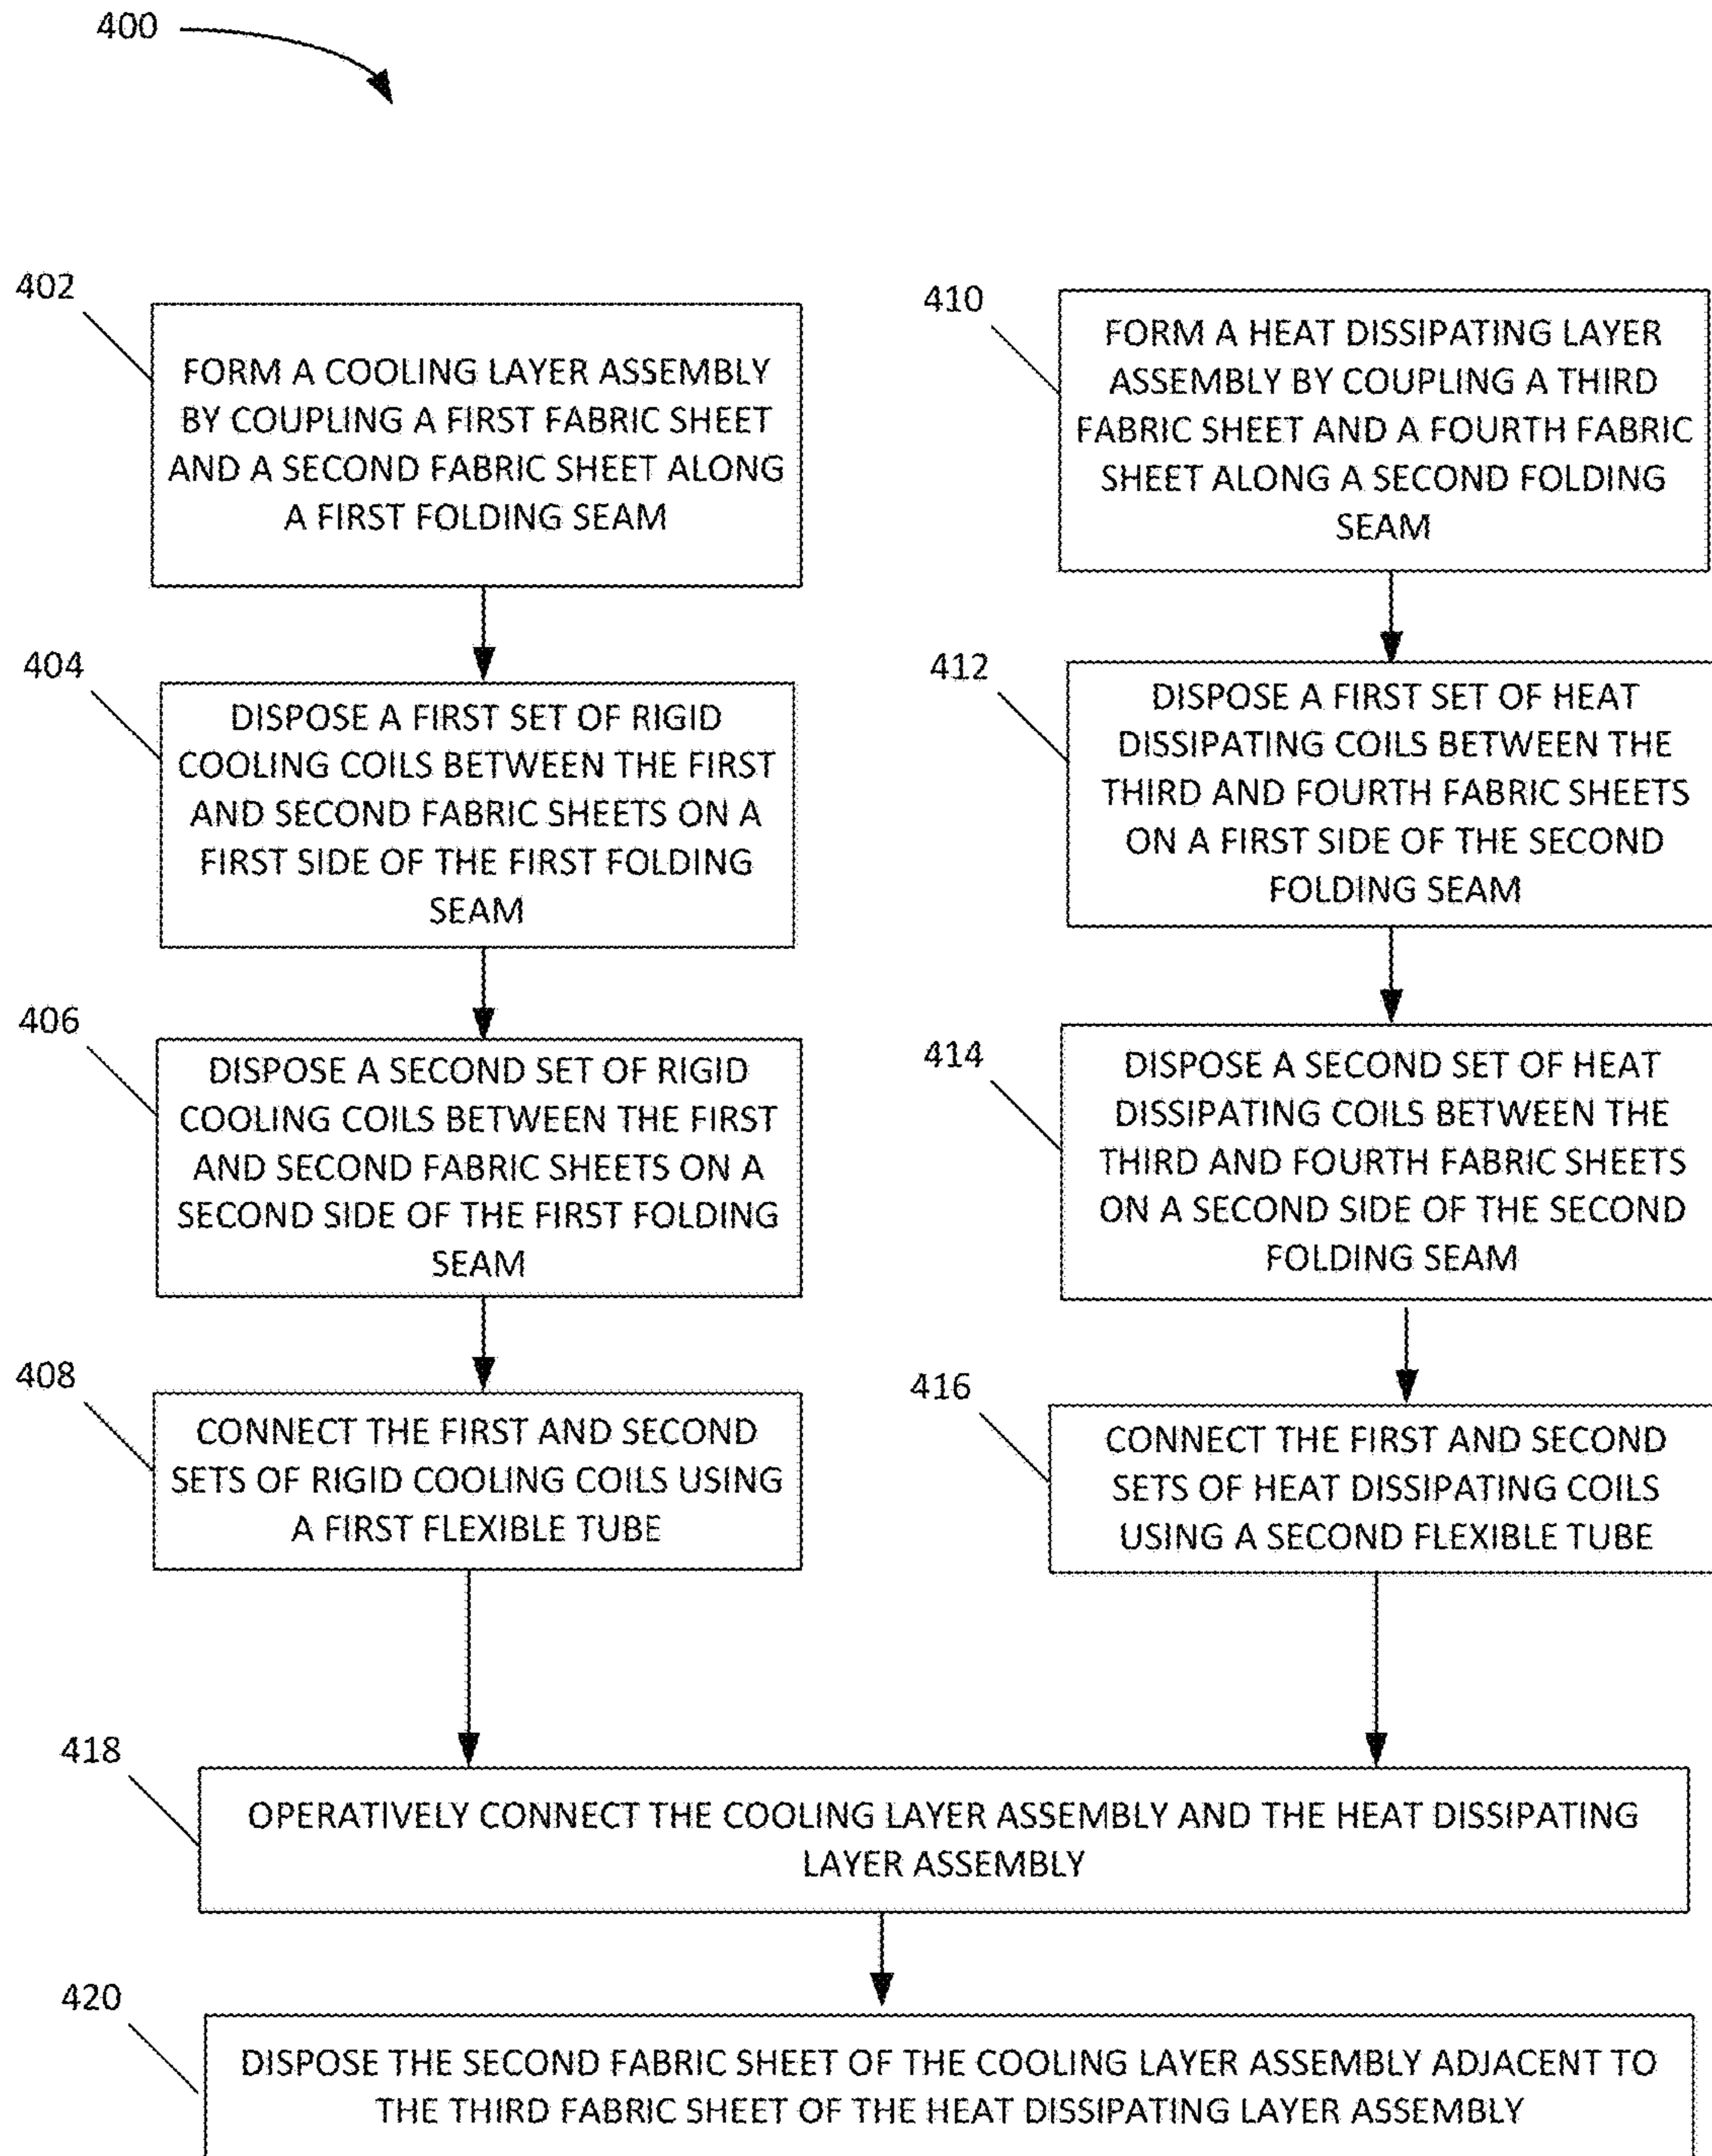 400
402
FORM A COOLING LAYER ASSEMBLY
BY COUPLING A FIRST FABRIC SHEET
AND A SECOND FABRIC SHEET ALONG
A FIRST FOLDING SEAM
404
DISPOSE A FIRST SET OF RIGID
COOLING COILS BETWEEN THE FIRST
AND SECOND FABRIC SHEETS ON A
FIRST SIDE OF THE FIRST FOLDING
SEAM
406
DISPOSE A SECOND SET OF RIGID
COOLING COILS BETWEEN THE FIRST
AND SECOND FABRIC SHEETS ON A
SECOND SIDE OF THE FIRST FOLDING
SEAM
408
CONNECT THE FIRST AND SECOND
SETS OF RIGID COOLING COILS USING
A FIRST FLEXIBLE TUBE
410
FORM A HEAT DISSIPATING LAYER
ASSEMBLY BY COUPLING A THIRD
FABRIC SHEET AND A FOURTH FABRIC
SHEET ALONG A SECOND FOLDING
SEAM
412
DISPOSE A FIRST SET OF HEAT
DISSIPATING COILS BETWEEN THE
THIRD AND FOURTH FABRIC SHEETS
ON A FIRST SIDE OF THE SECOND
FOLDING SEAM
414
DISPOSE A SECOND SET OF HEAT
DISSIPATING COILS BETWEEN THE
THIRD AND FOURTH FABRIC SHEETS
ON A SECOND SIDE OF THE SECOND
FOLDING SEAM
416
CONNECT THE FIRST AND SECOND
SETS OF HEAT DISSIPATING COILS
USING A SECOND FLEXIBLE TUBE
418
OPERATIVELY CONNECT THE COOLING LAYER ASSEMBLY AND THE HEAT DISSIPATING
LAYER ASSEMBLY
420
DISPOSE THE SECOND FABRIC SHEET OF THE COOLING LAYER ASSEMBLY ADJACENT TO
THE THIRD FABRIC SHEET OF THE HEAT DISSIPATING LAYER ASSEMBLY